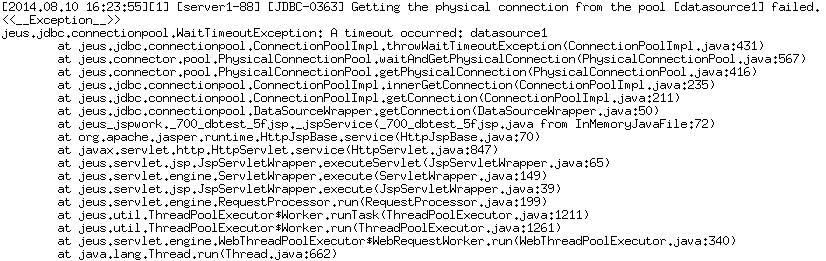 [2014.08.10 16:23:55][1] [server1-88] [JDBC-0363] Getting the physical connection from the pool [datasource1] failed.
<<__Exception__>>
jeus.jdbc.connectionpool.WaitTimeoutException: A timeout occurred: datasource1
at jeus.jdbc.connectionpool.ConnectionPoolImpl.throwWaitTimeoutException(ConnectionPoolImpl.java:431)
at jeus.connector.pool.PhysicalConnectionPool.waitAndGetPhysicalConnection(PhysicalConnectionPool.java:567)
at jeus.connector.pool.PhysicalConnectionPool.getPhysicalConnection(PhysicalConnectionPool.java:416)
at jeus.jdbc.connectionpool.ConnectionPoolImpl.innerGetConnection(ConnectionPoolImpl.java:235)
at jeus.jdbc.connectionpool.ConnectionPoolImpl.getConnection(ConnectionPoolImpl.java:211)
at jeus.jdbc.connectionpool.DataSourceWrapper.getConnection(DataSourceWrapper.java:50)
at jeus_jspwork._700_dbtest_5fjsp._jspService(_700_dbtest_5fjsp.java from InMemoryJavaFile:72)
at org.apache.jasper.runtime.HttpJspBase.service(HttpJspBase.java:70)
at javax.servlet.http.HttpServlet.service(HttpServlet.java:847)
at jeus.servlet.jsp.JspServletWrapper.executeServlet(JspServletWrapper.java:65)
at jeus.servlet.engine.ServletWrapper.execute(ServletWrapper.java:149)
at jeus.servlet.jsp.JspServletWrapper.execute(JspServletWrapper.java:39)
at jeus.servlet.engine.RequestProcessor.run(RequestProcessor.java:199)
at jeus.util.ThreadPoolExecutor$Worker.runTask(ThreadPoolExecutor.java:1211)
at jeus.util.ThreadPoolExecutor$Worker.run(ThreadPoolExecutor.java:1261)
at jeus.servlet.engine.WebThreadPoolExecutor$WebRequestWorker.run(WebThreadPoolExecutor.java:340)
at java.lang.Thread.run(Thread.java:662)